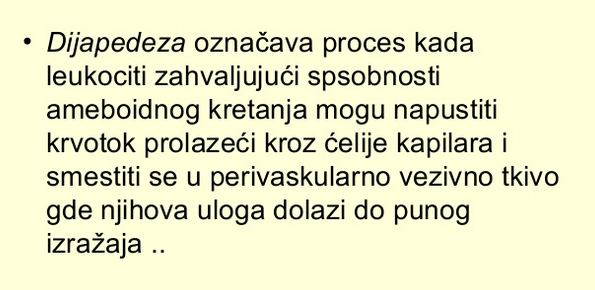 • Dijapedeza označava proces kada
leukociti zahvaljujući spsobnosti
ameboidnog kretanja mogu napustiti
krvotok prolazeći kroz ćelije kapilara i
smestiti se u perivaskularno vezivno tkivo
gde njihova uloga dolazi do punog
izražaja ..